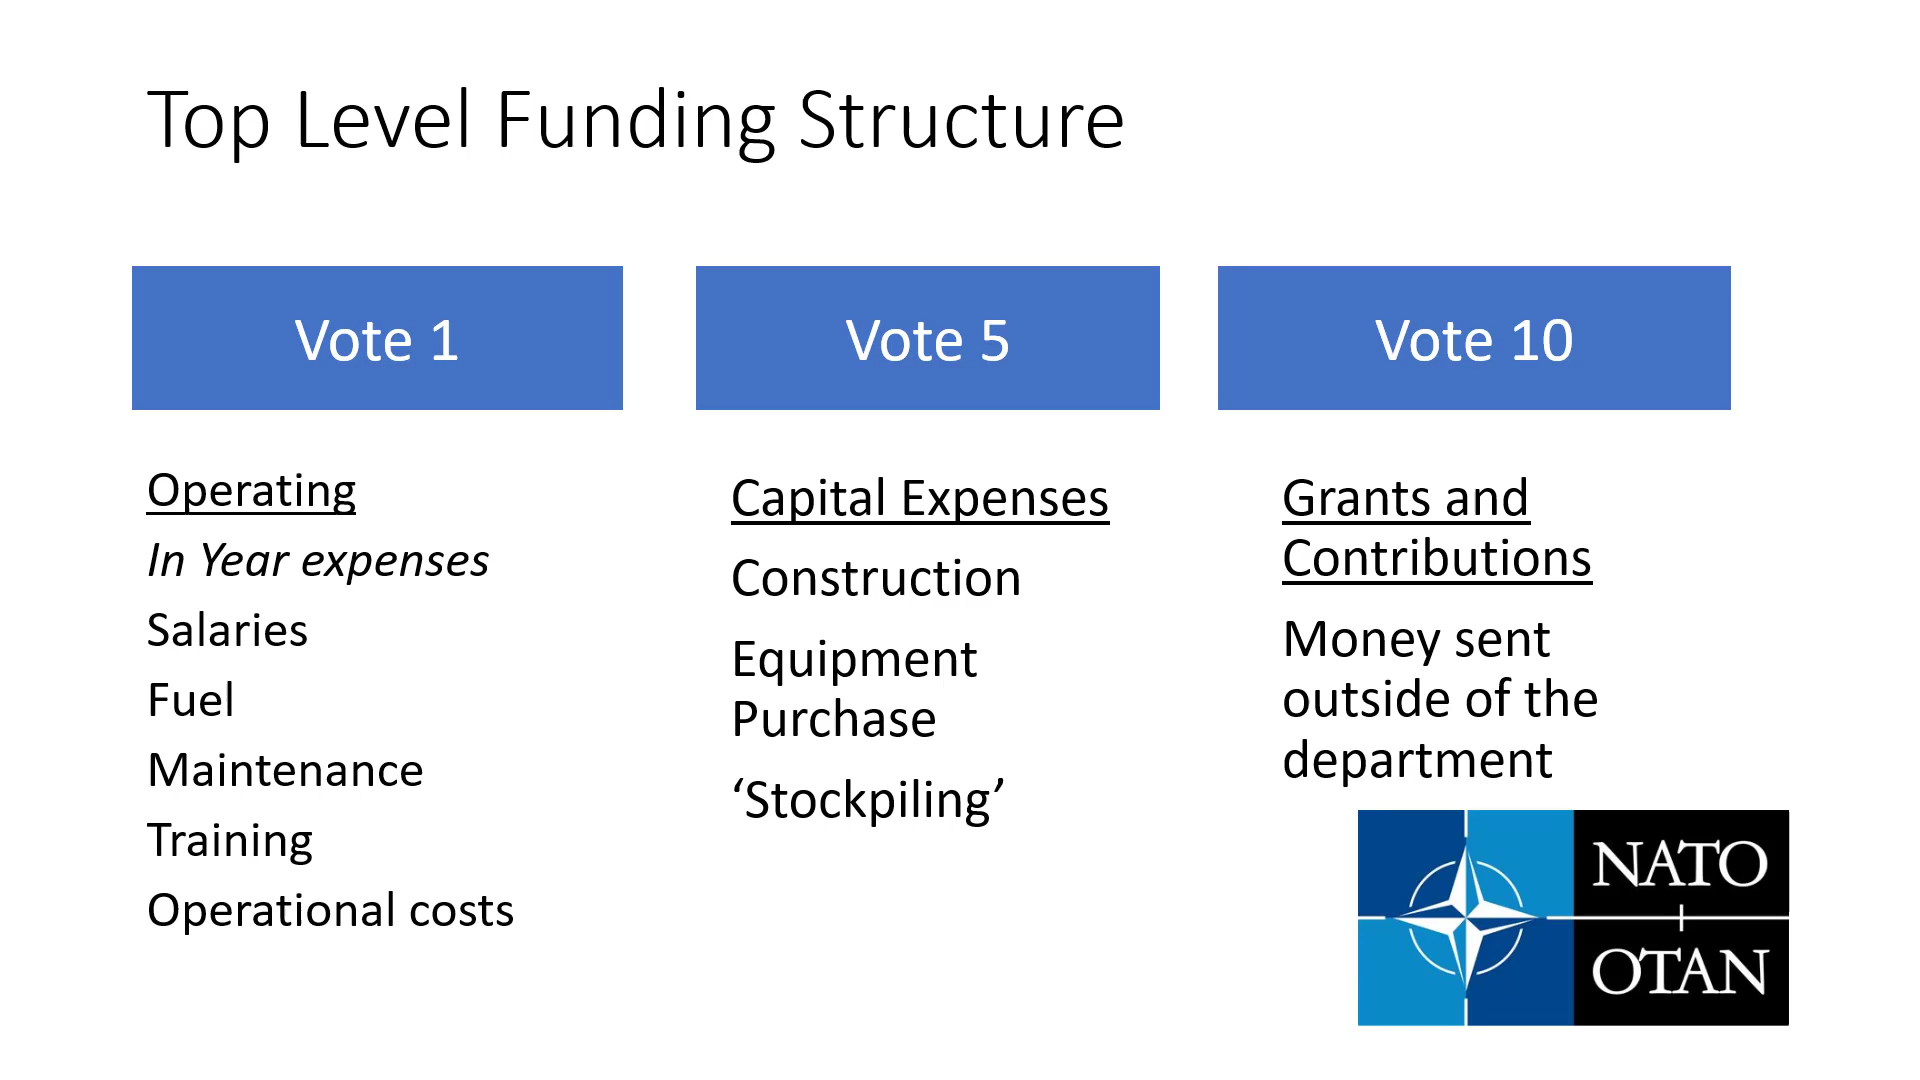 Top Level Funding Structure
Vote 1
Operating
In Year expenses
Salaries
Fuel
Maintenance
Training
Operational costs
Vote 5
Capital Expenses
Construction
Equipment
Purchase
‘Stockpiling’
Vote 10
Grants and
Contributions
Money sent
outside of the
department
NATO
OTAN